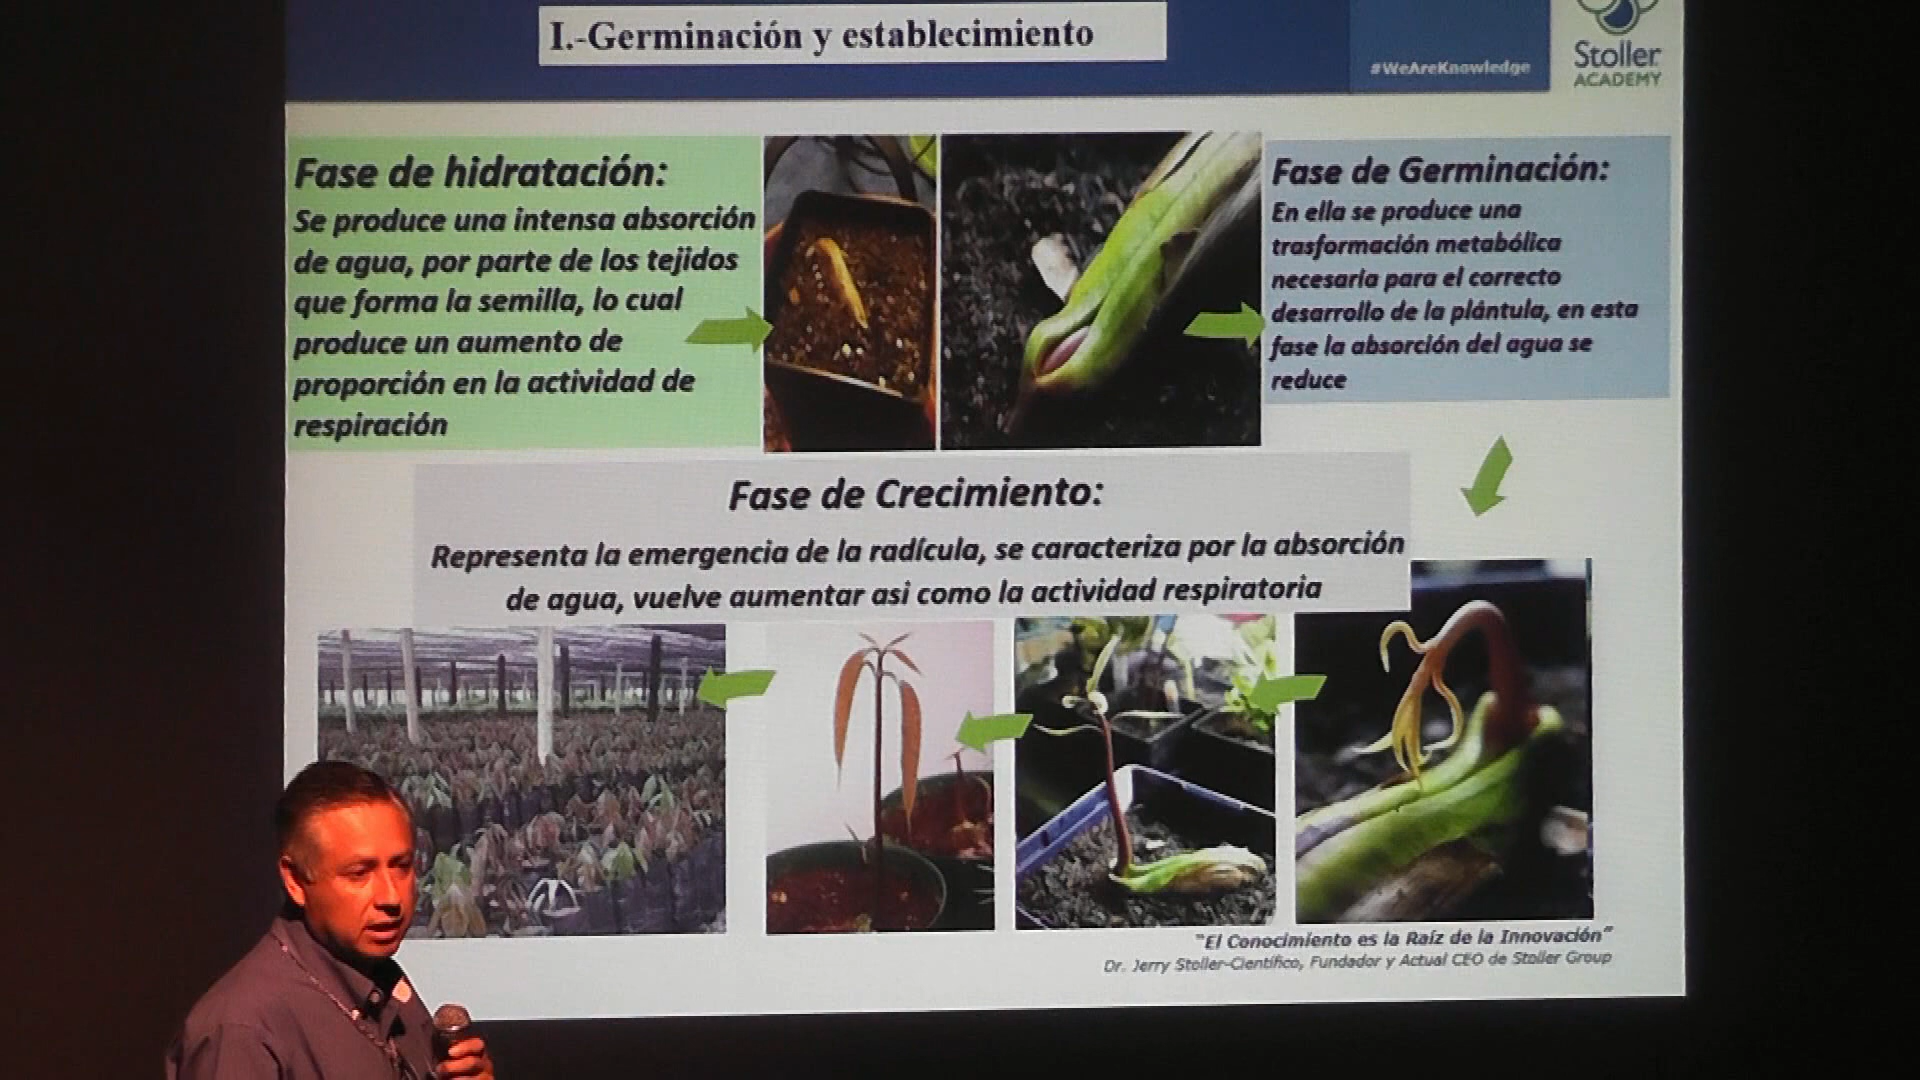 I.-Germinación y establecimiento
#WeAreKnowledge
Stoller
ACADEMY
Fase de hidratación:
Se produce una intensa absorción
de agua, por parte de los tejidos
que forma la semilla, lo cual
produce un aumento de
proporción en la actividad de
respiración
Fase de Germinación:
En ella se produce una
trasformación metabólica
necesaria para el correcto
desarrollo de la plántula, en esta
fase la absorción del agua se
reduce
Fase de Crecimiento:
Representa la emergencia de la radícula, se caracteriza por la absorción
de agua, vuelve aumentar asi como la actividad respiratoria
"El Conocimiento es la Raíz de la Innovación"
Dr. Jerry Stoller-Científico, Fundador y Actual CEO de Stoller Group